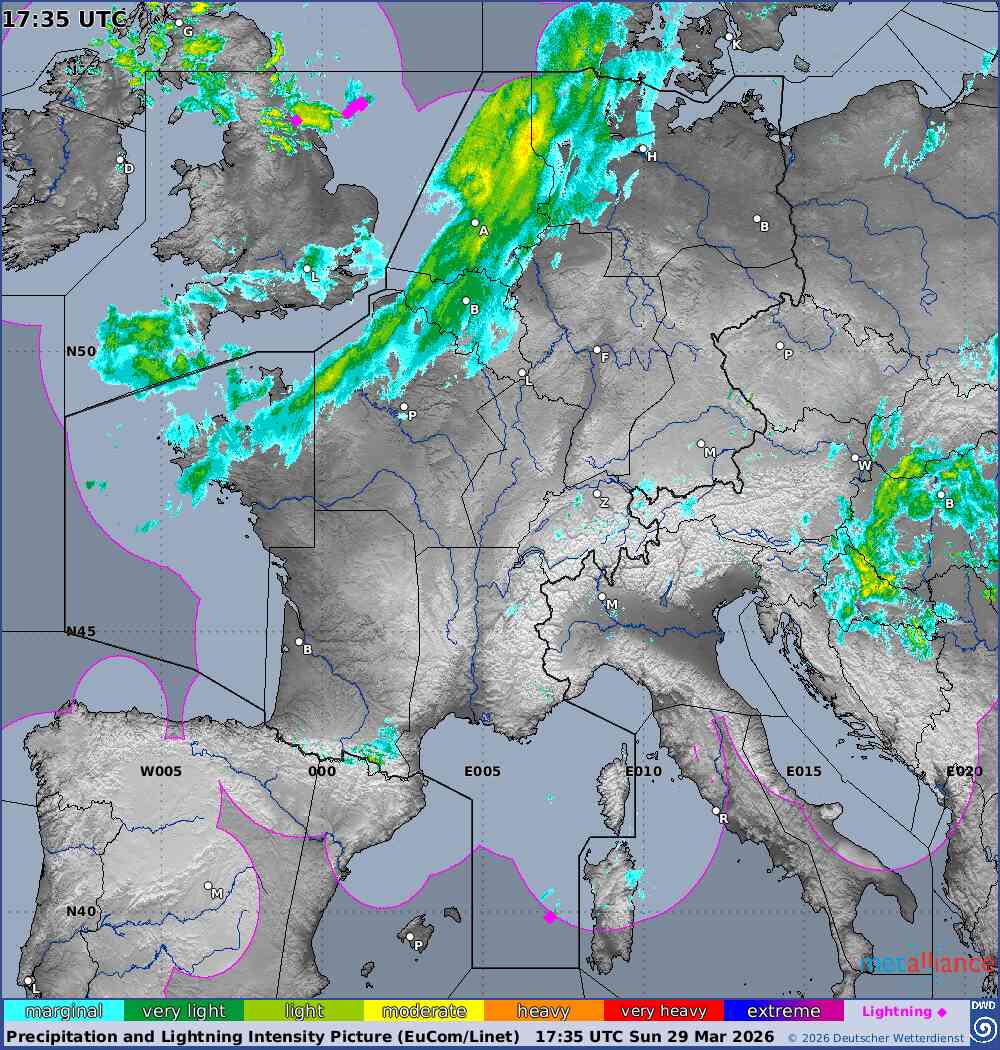 17:35 UTC
G
K
D
H
A
B
L
B
N50
F
P
L
P
M
W
Z
B
M
N45
B
W005
000
E005
E010
E015
E020
R
M
N40
P
L
metalliance
marginal very light light moderate heavy very heavy extreme Lightning
DWD
Precipitation and Lightning Intensity Picture (EuCom/Linet) 17:35 UTC Sun 29 Mar 2026 © 2026 Deutscher Wetterdienst